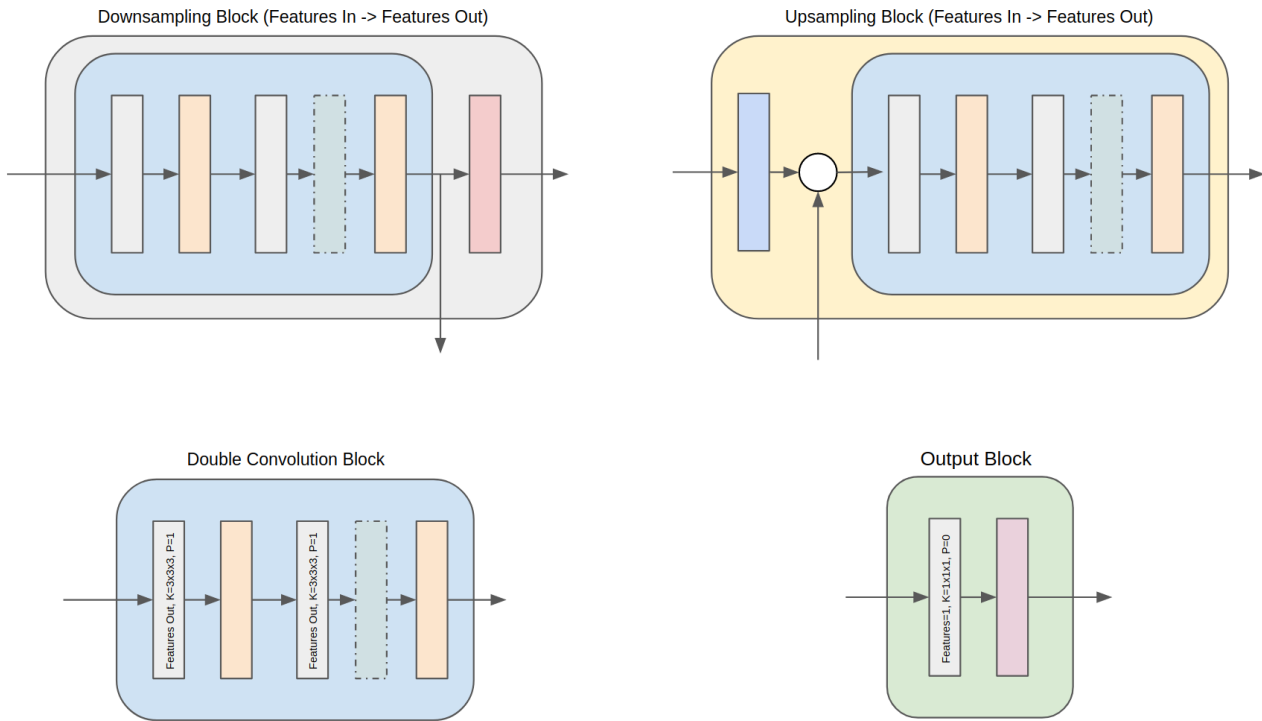 Downsampling Block (Features In -> Features Out)
Upsampling Block (Features In -> Features Out)
Double Convolution Block
Features Out, K=3x3x3, P=1
Features Out, K=3x3x3, P=1
Output Block
Features=1, K=1x1x1, P=0